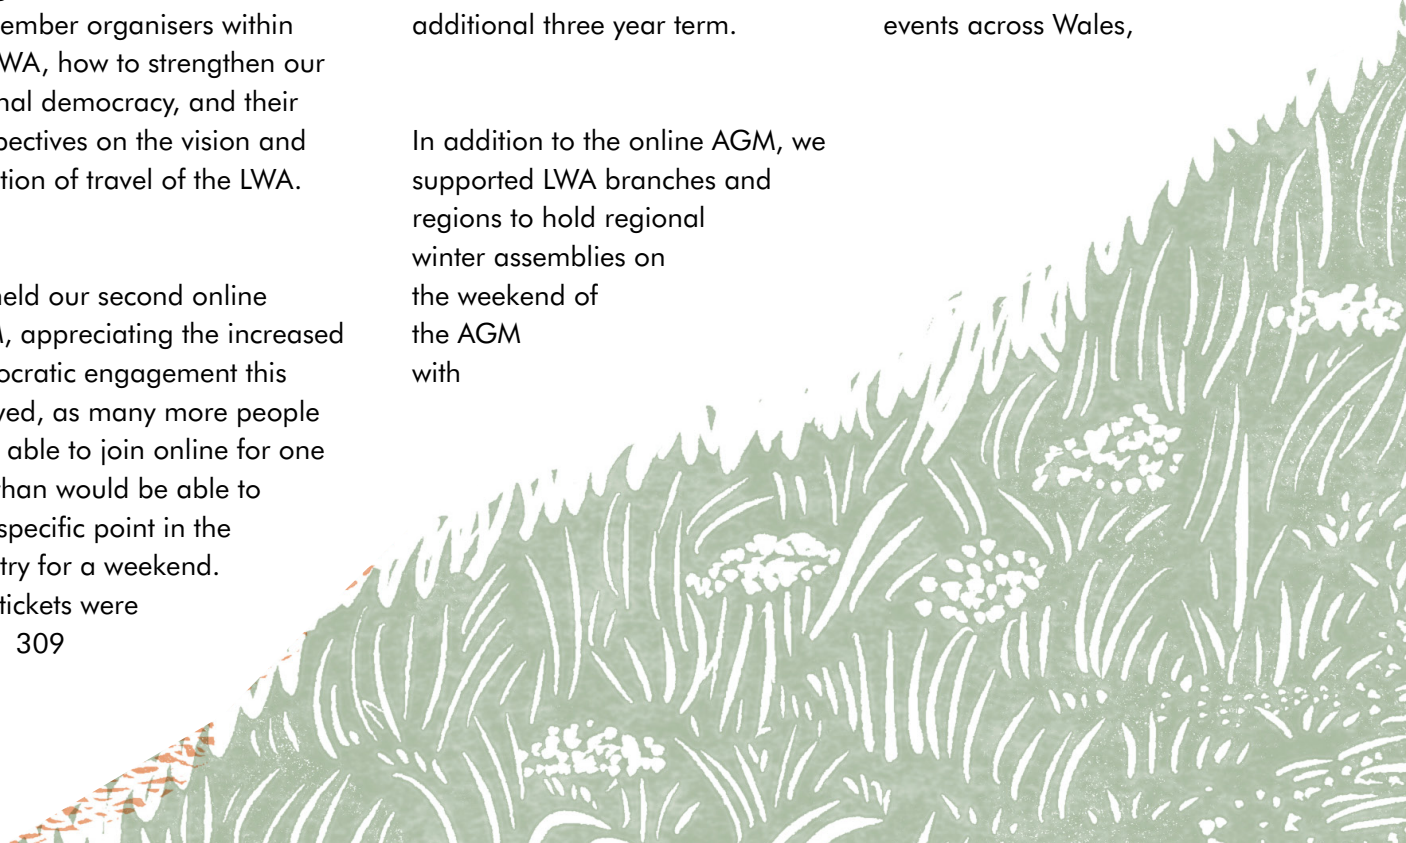 ember organisers within
WA, how to strengthen our
nal democracy, and their
pectives on the vision and
tion of travel of the LWA.
held our second online
, appreciating the increased
ocratic engagement this
yed, as many more people
able to join online for one
than would be able to
specific point in the
try for a weekend.
tickets were
309
additional three year term.
In addition to the online AGM, we
supported LWA branches and
regions to hold regional
winter assemblies on
the weekend of
the AGM
with
events across Wales,